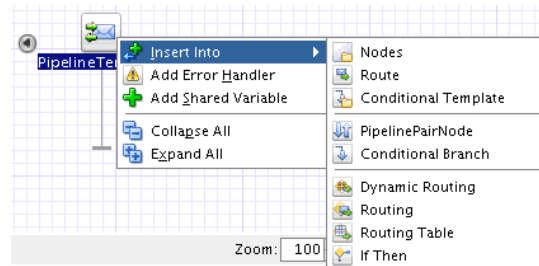 PipelineTe
Insert Into
Add Error Handler
Add Shared Variable
Collapse All
Expand All
Nodes
Route
Conditional Template
PipelinePairNode
Conditional Branch
Dynamic Routing
Routing
Routing Table
If Then
Zoom: 100